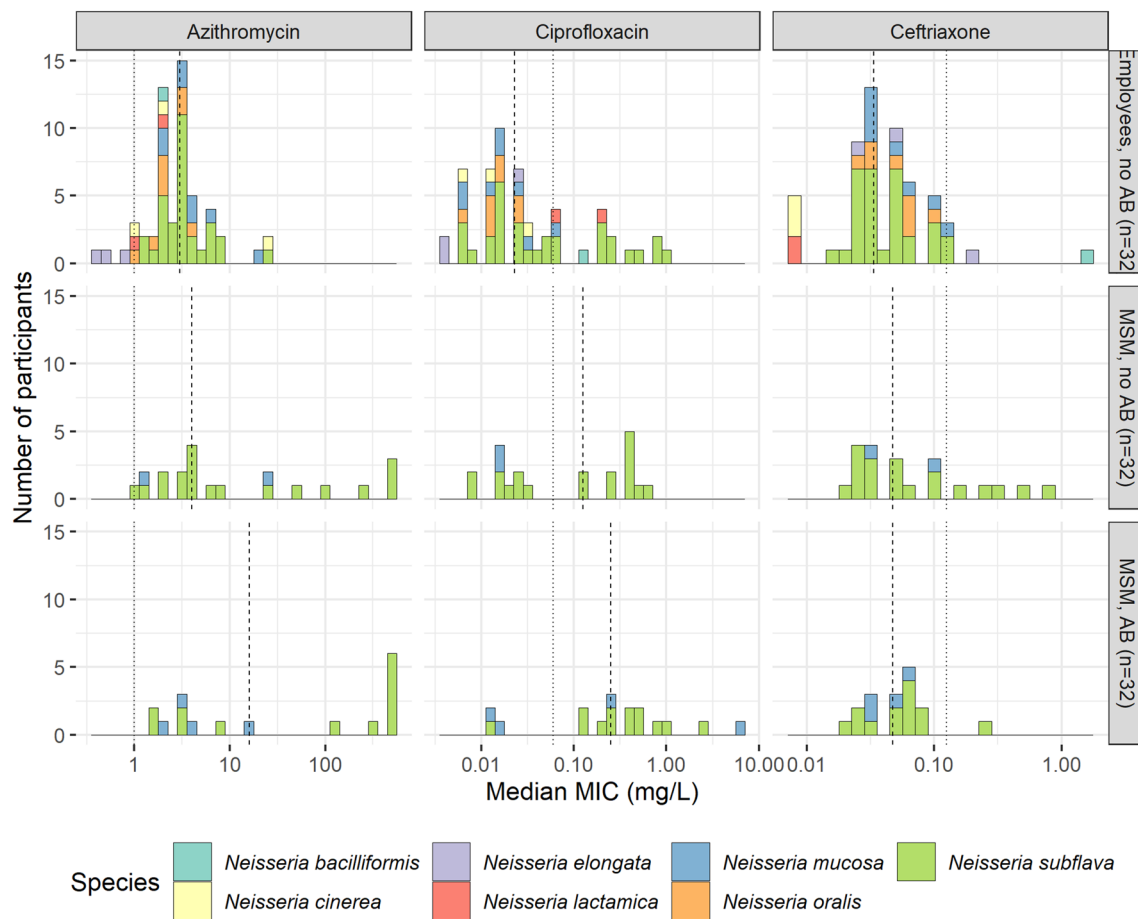 Azithromycin Ciprofloxacin Ceftriaxone
15
10
5
0
Employees, no AB (n=32
15
10
5
0
MSM, no AB (n=32)
15
10
5
0
MSM, AB (n=32)
Number of participants
1 10 100 0.01 0.10 1.00 10.00 0.01 0.10 1.00
Median MIC (mg/L)
Species
Neisseria bacilliformis Neisseria elongata Neisseria mucosa Neisseria subflava
Neisseria cinerea Neisseria lactamica Neisseria oralis